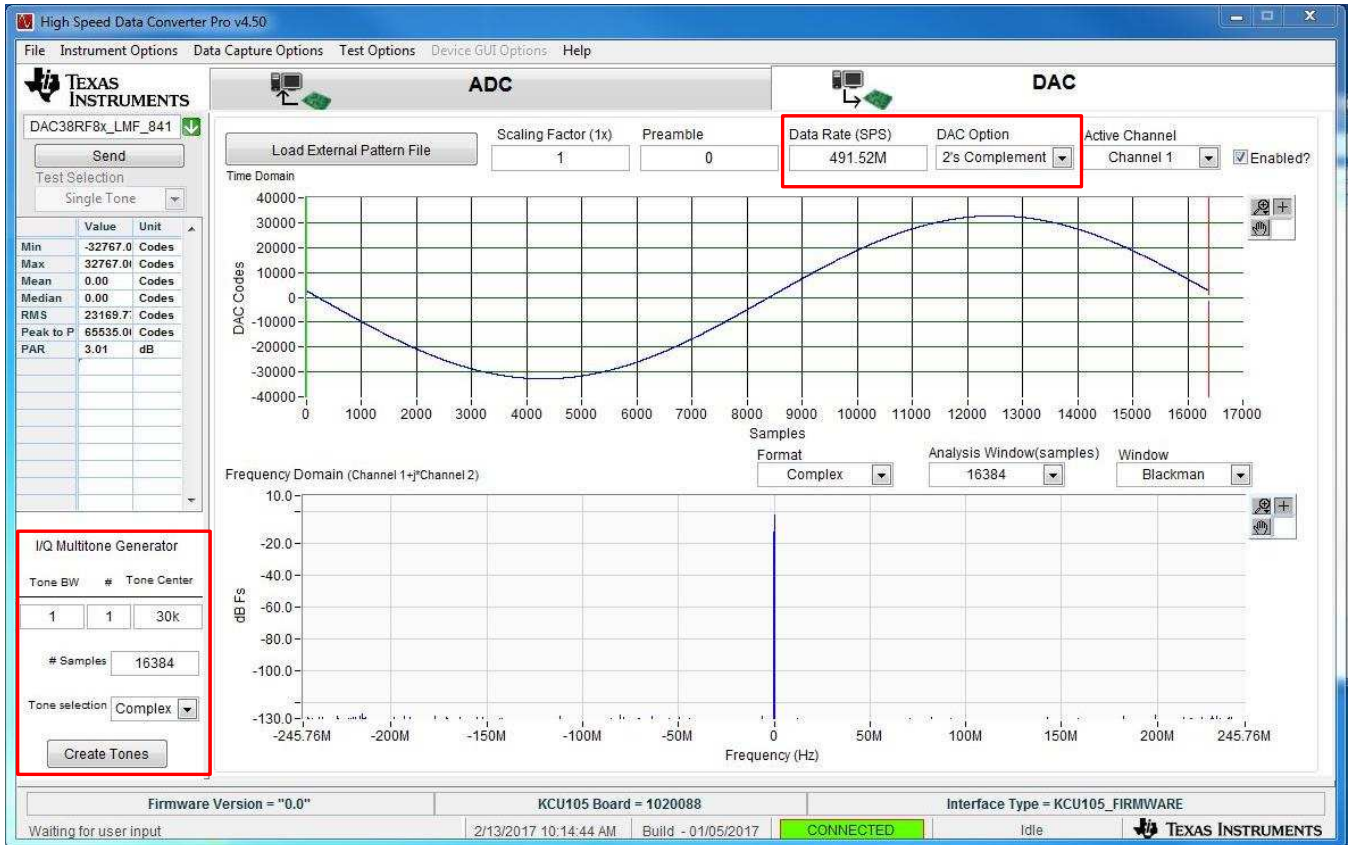 High Speed Data Converter Pro v4.50
File Instrument Options Data Capture Options Test Options Device GUI Options Help
TEXAS INSTRUMENTS
ADC
DAC
DAC38RF8x_LMF_841
Send
Test Selection
Single Tone
Value Unit
Min -32767.0 Codes
Max 32767.0 Codes
Mean 0.00 Codes
Median 0.00 Codes
RMS 23169.7 Codes
Peak to P 65535.0 Codes
PAR 3.01 dB
I/Q Multitone Generator
Tone BW # Tone Center
1 1 30k
# Samples 16384
Tone selection Complex
Create Tones
Load External Pattern File
Scaling Factor (1x) Preamble Data Rate (SPS) DAC Option Active Channel
1 0 491.52M 2's Complement Channel 1 Enabled?
Time Domain
DAC Codes
40000
30000
20000
10000
0
-10000
-20000
-30000
-40000
0 1000 2000 3000 4000 5000 6000 7000 8000 9000 10000 11000 12000 13000 14000 15000 16000 17000
Samples
Format Analysis Window(samples) Window
Complex 16384 Blackman
Frequency Domain (Channel 1+j*Channel 2)
dB Fs
10.0
-20.0
-40.0
-60.0
-80.0
-100.0
-130.0
-245.76M -200M -150M -100M -50M 0 50M 100M 150M 200M 245.76M
Frequency (Hz)
Firmware Version = "0.0" KCU105 Board = 1020088 Interface Type = KCU105_FIRMWARE
Waiting for user input 2/13/2017 10:14:44 AM Build - 01/05/2017 CONNECTED Idle TEXAS INSTRUMENTS